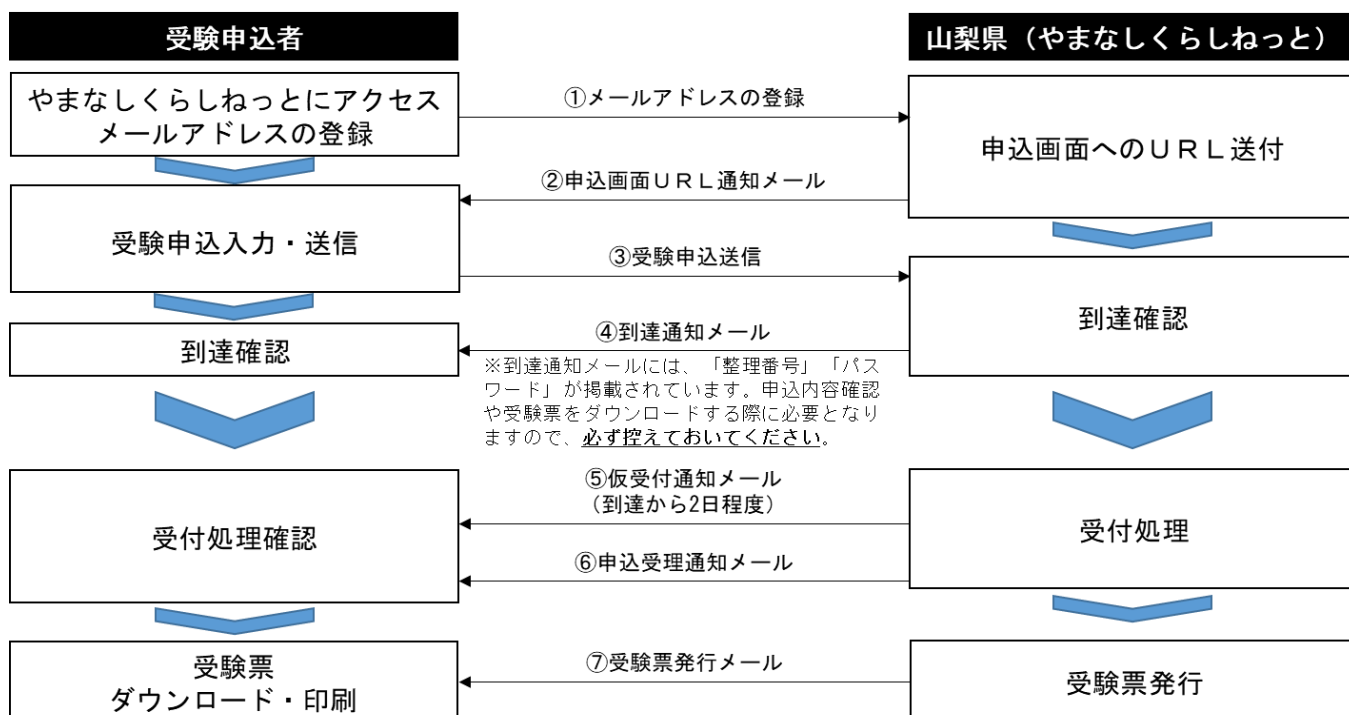 受験申込者
山梨県（やまなしくらしねっと）
やまなしくらしねっとにアクセス
メールアドレスの登録
①メールアドレスの登録
申込画面へのＵＲＬ送付
②申込画面ＵＲＬ通知メール
受験申込入力・送信
③受験申込送信
到達確認
④到達通知メール
到達確認
※到達通知メールには、「整理番号」「パス
ワード」が掲載されています。申込内容確認
や受験票をダウンロードする際に必要となり
ますので、必ず控えておいてください。
⑤仮受付通知メール
（到達から2日程度）
受付処理確認
受付処理
⑥申込受理通知メール
受験票
ダウンロード・印刷
⑦受験票発行メール
受験票発行